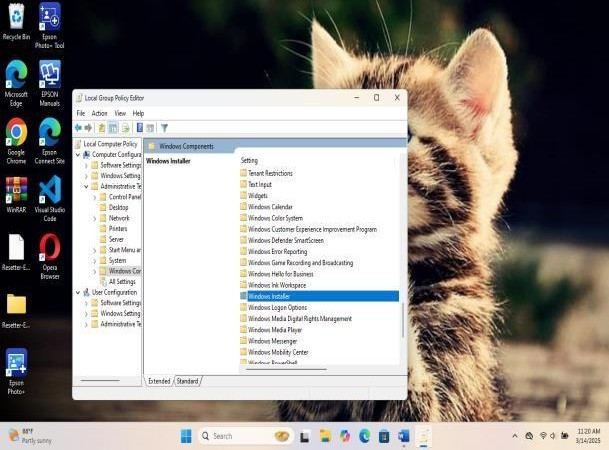 Recycle Bin
Epson
Photo+ Tool
Microsoft
Edge
EPSON
Manuals
Google
Chrome
Epson
Connect Site
WinRAR
Visual Studio
Code
Resetter-E...
Opera
Browser
Resetter-E...
Epson
Photo+
Local Group Policy Editor
File Action View Help
Local Computer Policy
Computer Configura
Software Settings
Windows Setting
Administrative Te
Control Panel
Desktop
Network
Printers
Server
Start Menu ar
System
Windows Cor
All Settings
User Configuration
Software Settings
Windows Setting
Administrative Te
Windows Components
Windows Installer
Setting
Tenant Restrictions
Text Input
Widgets
Windows Calendar
Windows Color System
Windows Customer Experience Improvement Program
Windows Defender SmartScreen
Windows Error Reporting
Windows Game Recording and Broadcasting
Windows Hello for Business
Windows Ink Workspace
Windows Installer
Windows Logon Options
Windows Media Digital Rights Management
Windows Media Player
Windows Messenger
Windows Mobility Center
Windows PowerShell
Extended Standard
88°F
Partly sunny
Search
11:20 AM
3/14/2025